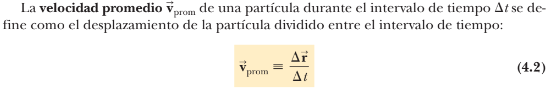 La velocidad promedio v⃗prom de una partícula durante el intervalo de tiempo Δt se de-
fine como el desplazamiento de la partícula dividido entre el intervalo de tiempo:
v⃗prom ≡ Δr⃗ / Δt (4.2)